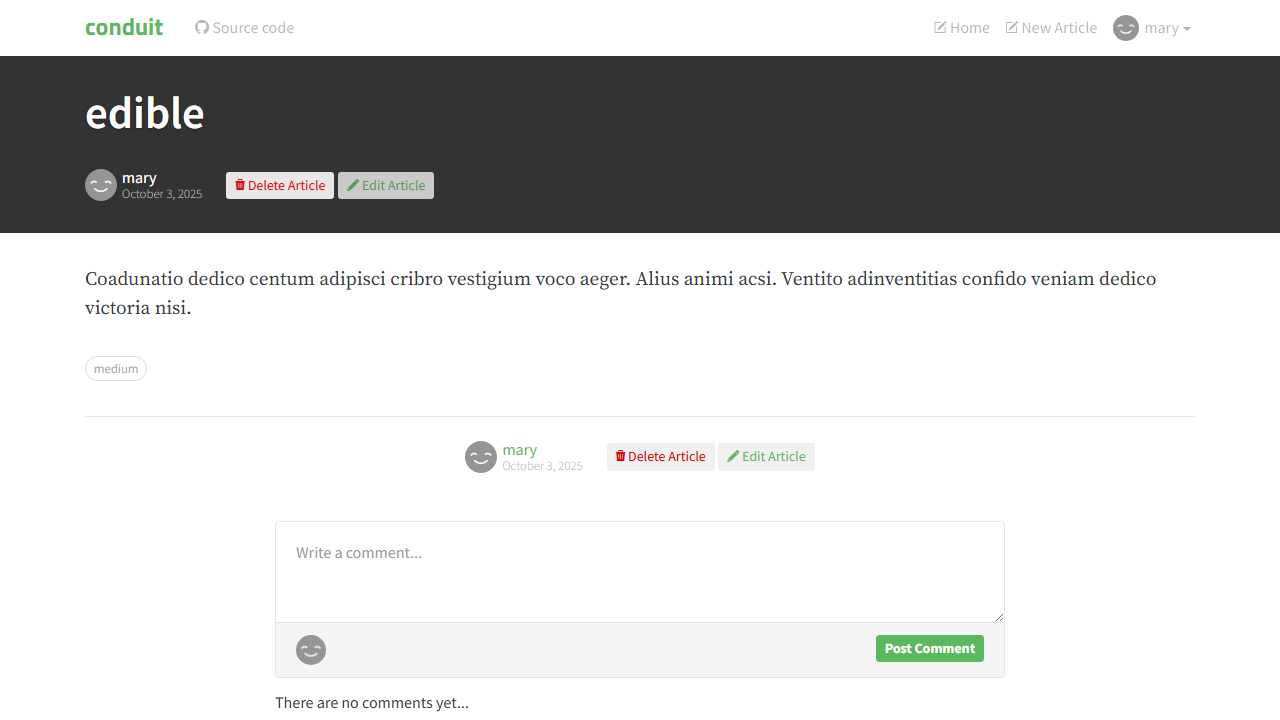 conduit Source code Home New Article mary
edible
mary
October 3, 2025
Delete Article Edit Article
Coadunatio dedico centum adipisci cribro vestigium voco aeger. Alius animi acsi. Ventito adinventitias confido veniam dedico
victoria nisi.
medium
mary
October 3, 2025
Delete Article Edit Article
Write a comment...
Post Comment
There are no comments yet...